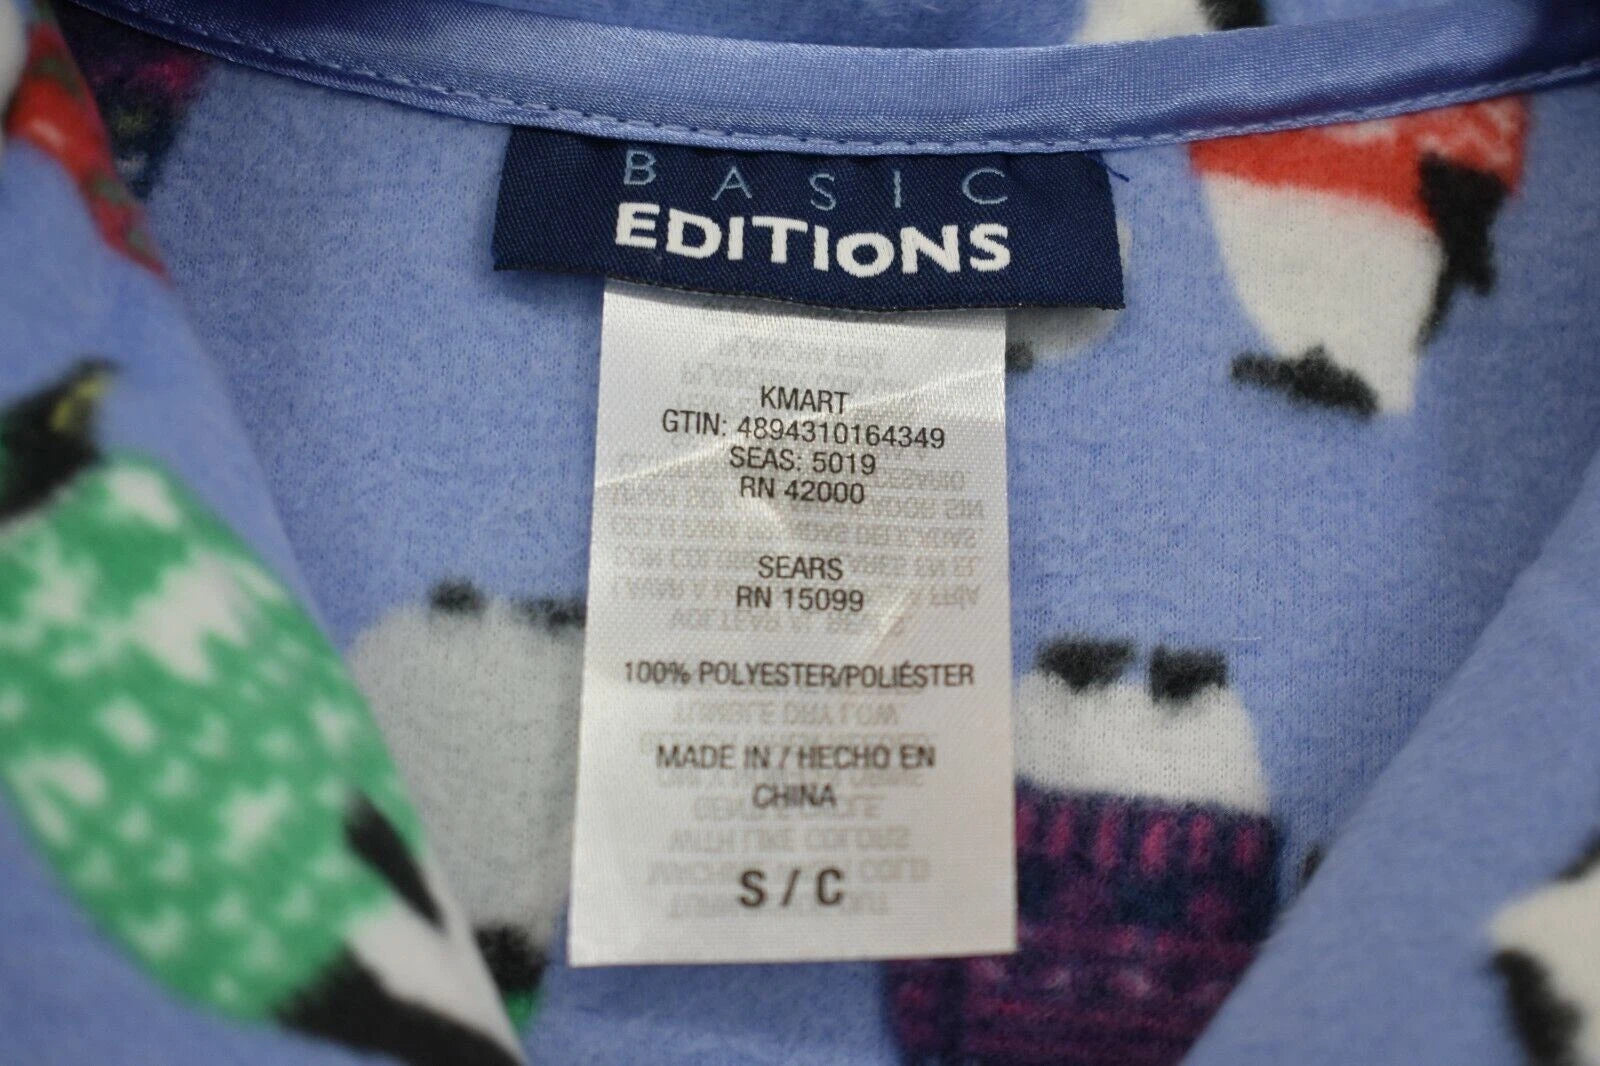 BASIC
EDITIONS
KMART
GTIN: 4894310164349
SEAS: 5019
RN 42000
SEARS
RN 15099
100% POLYESTER/POLIÉSTER
MADE IN / HECHO EN
CHINA
S / C